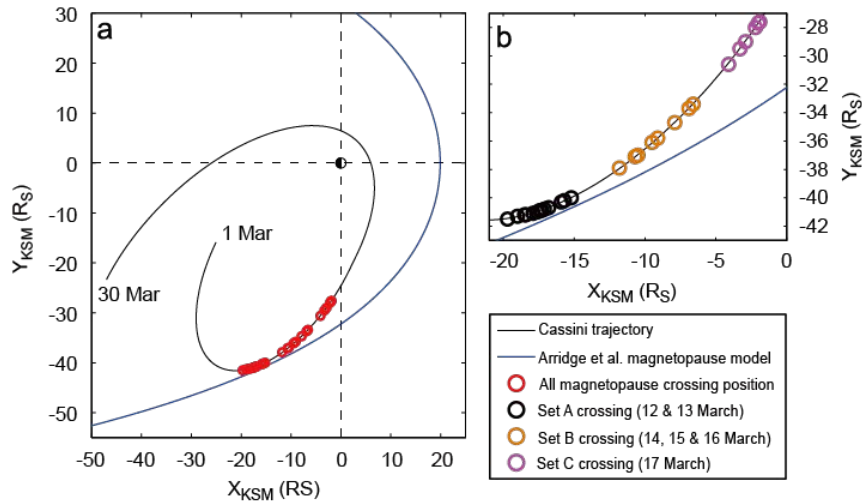 a
30
20
10
0
-10
-20
-30
-40
-50
Y_KSM (R_S)
1 Mar
30 Mar
-50 -40 -30 -20 -10 0 10 20
X_KSM (RS)
b
-28
-30
-32
-34
-36
-38
-40
-42
Y_KSM (R_S)
-20 -15 -10 -5 0
X_KSM (R_S)
Cassini trajectory
Arridge et al. magnetopause model
All magnetopause crossing position
Set A crossing (12 & 13 March)
Set B crossing (14, 15 & 16 March)
Set C crossing (17 March)